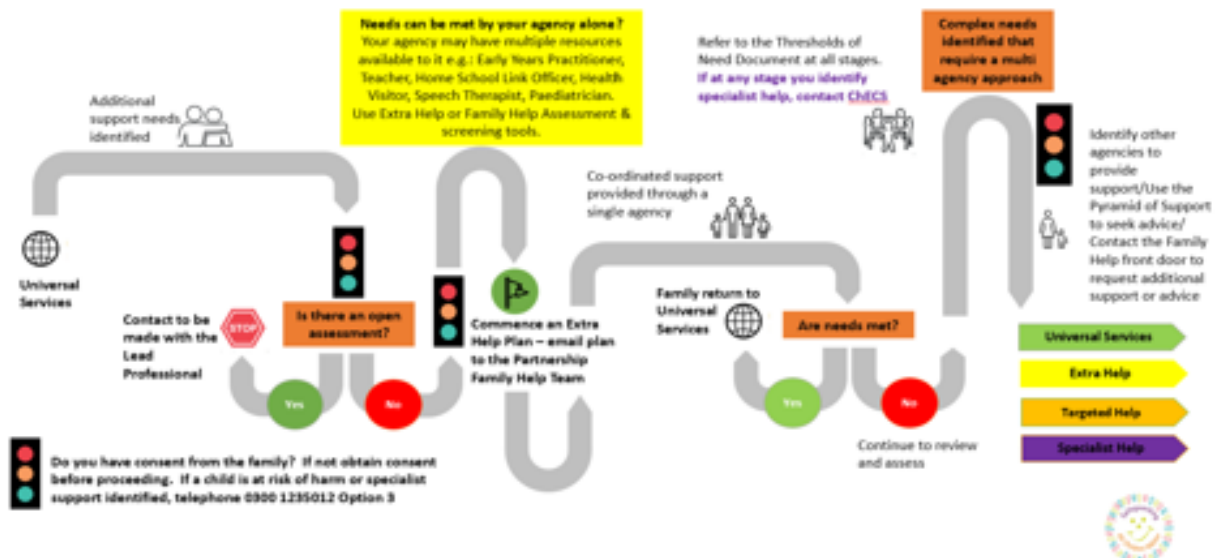 Needs can be met by your agency alone?
Your agency may have multiple resources
available to it e.g.: Early Years Practitioner,
Teacher, Home School Link Officer, Health
Visitor, Speech Therapist, Paediatrician.
Use Extra Help or Family Help Assessment &
screening tools.
Refer to the Thresholds of
Need Document at all stages.
If at any stage you identify
specialist help, contact ChECS
Complex needs
identified that
require a multi
agency approach
Additional
support needs
identified
Identify other
agencies to
provide
support/Use the
Pyramid of Support
to seek advice/
Contact the Family
Help front door to
request additional
support or advice
Co-ordinated support
provided through a
single agency
Universal
Services
Contact to be
made with the
Lead
Professional
STOP
Is there an open
assessment?
Yes
No
Commence an Extra
Help Plan – email plan
to the Partnership
Family Help Team
Family return to
Universal
Services
Are needs met?
Yes
No
Continue to review
and assess
Universal Services
Extra Help
Targeted Help
Specialist Help
Do you have consent from the family? If not obtain consent
before proceeding. If a child is at risk of harm or specialist
support identified, telephone 0300 1235012 Option 3